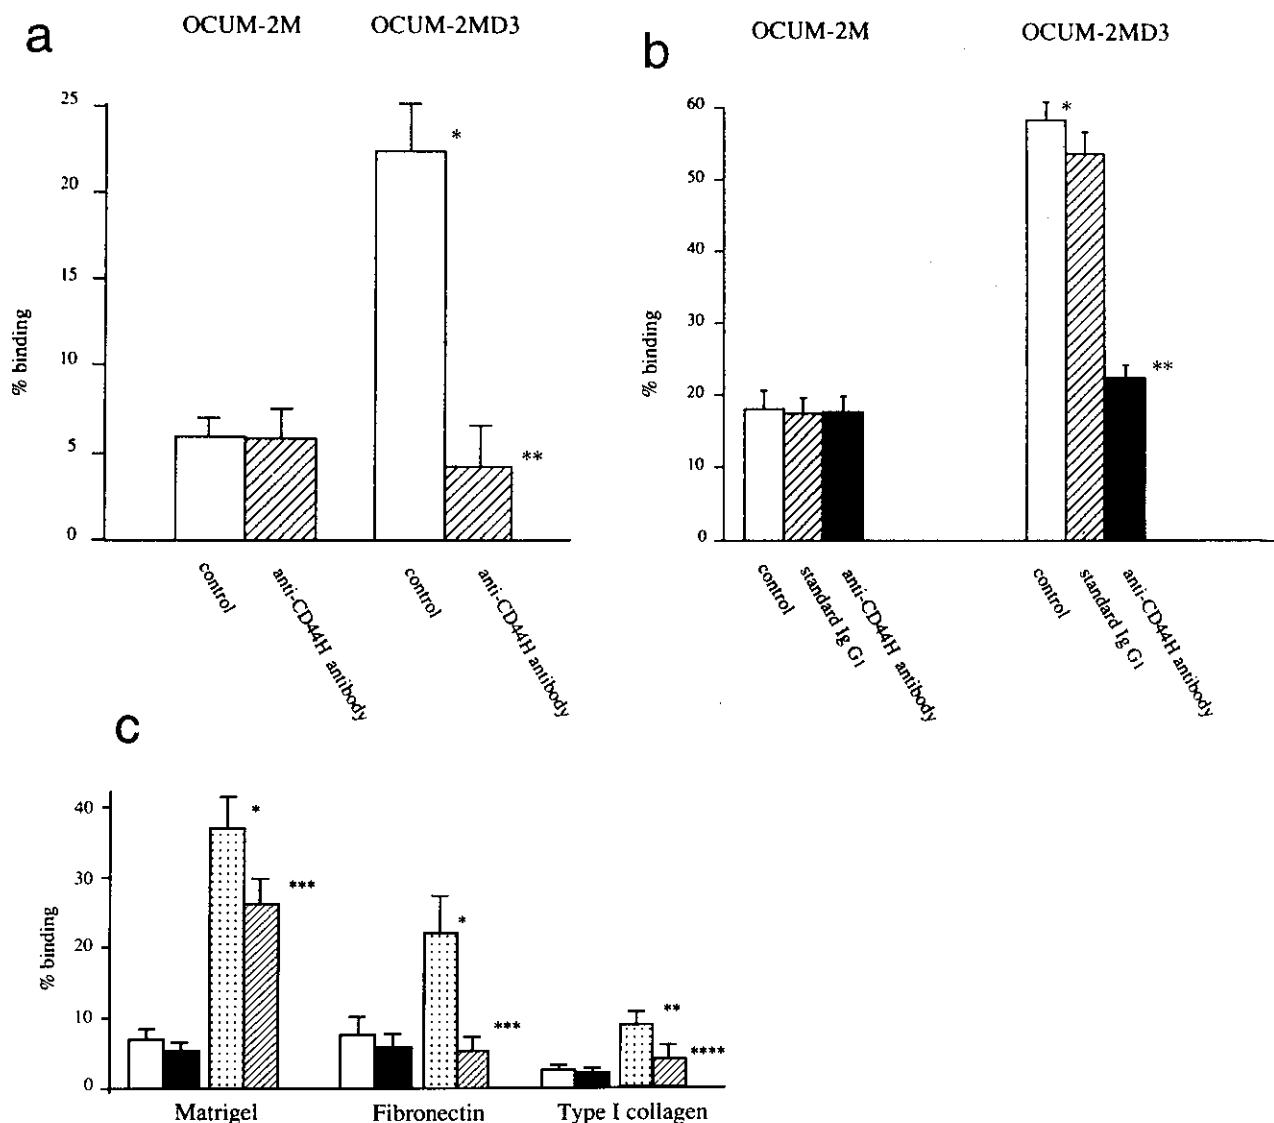 a
OCUM-2M
OCUM-2MD3
25
20
15
10
5
0
% binding
*
**
control
anti-CD44H antibody
control
anti-CD44H antibody
b
OCUM-2M
OCUM-2MD3
60
50
40
30
20
10
0
% binding
*
**
control
standard Ig G1
anti-CD44H antibody
control
standard Ig G1
anti-CD44H antibody
c
40
30
20
10
0
% binding
*
***
*
***
**
****
Matrigel
Fibronectin
Type I collagen